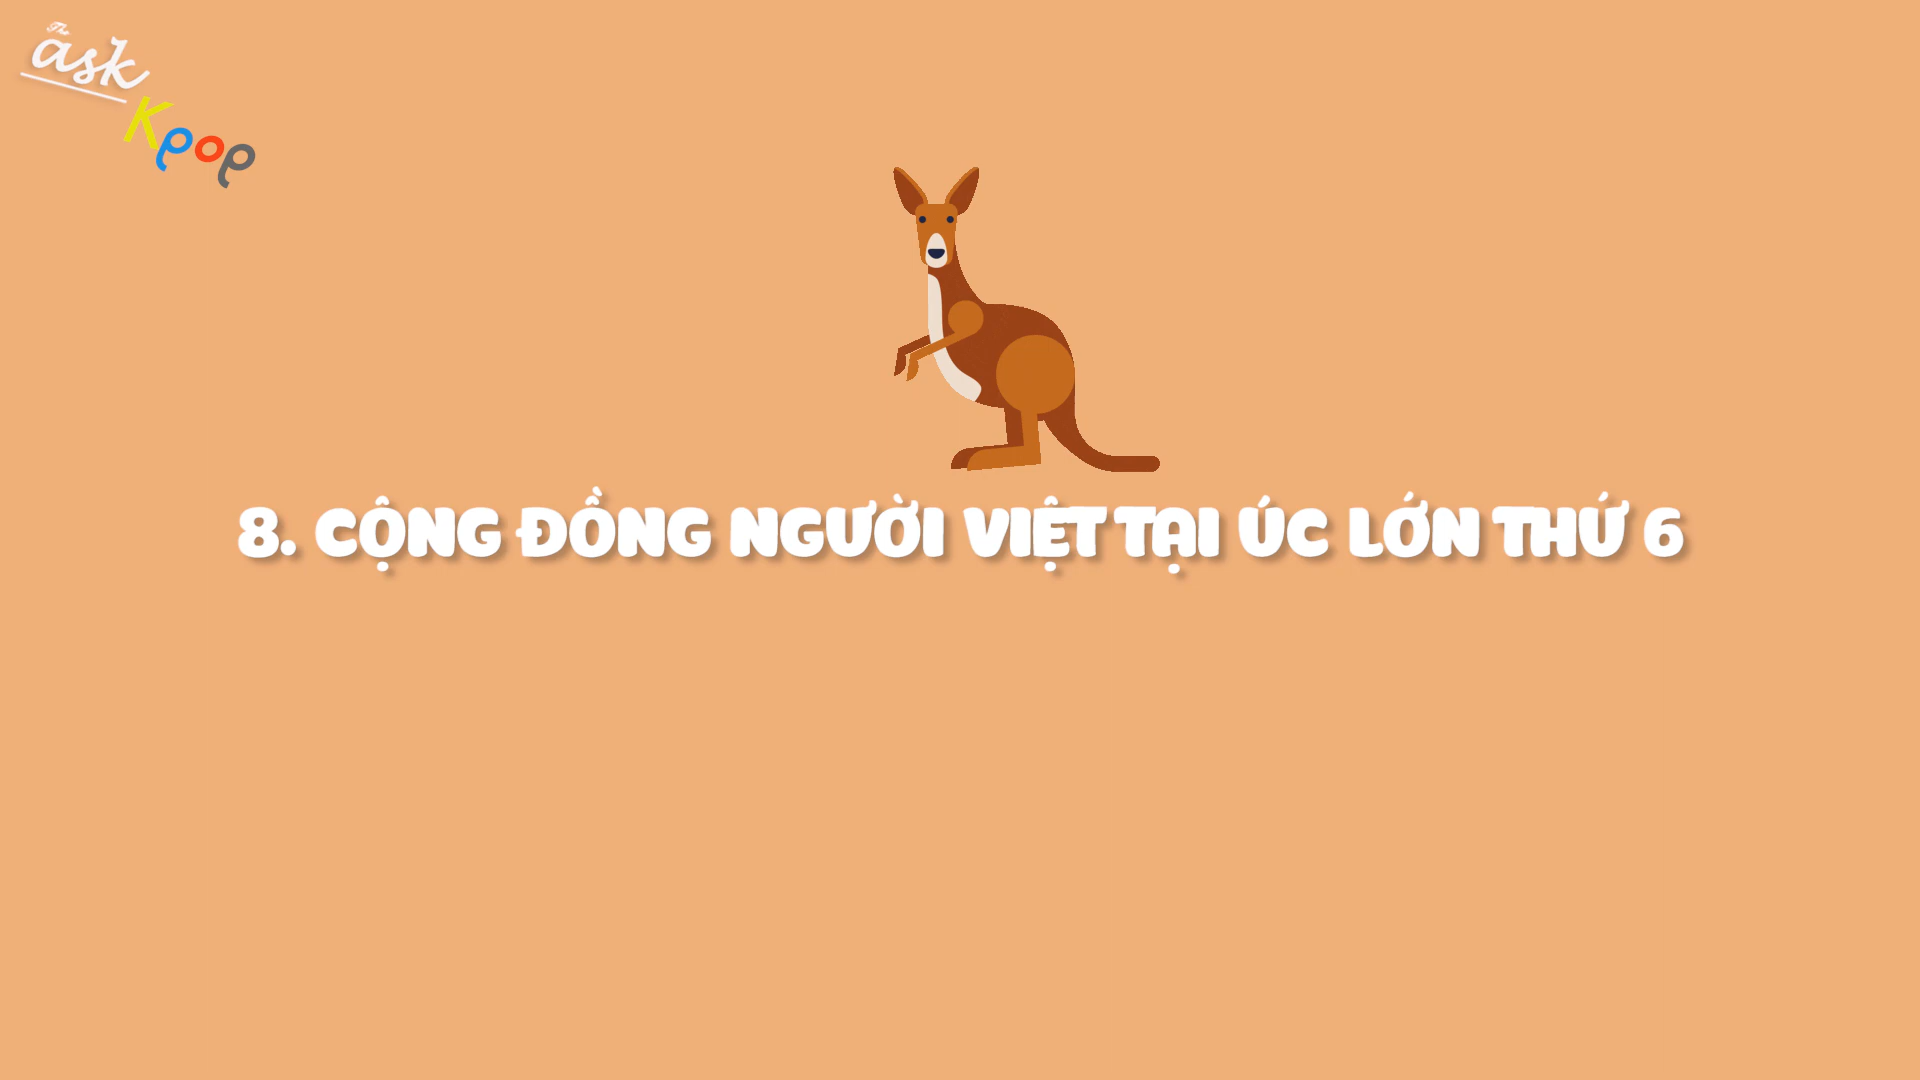 The
ask
Kpop
8. CỘNG ĐỒNG NGƯỜI VIỆT TẠI ÚC LỚN THỨ 6